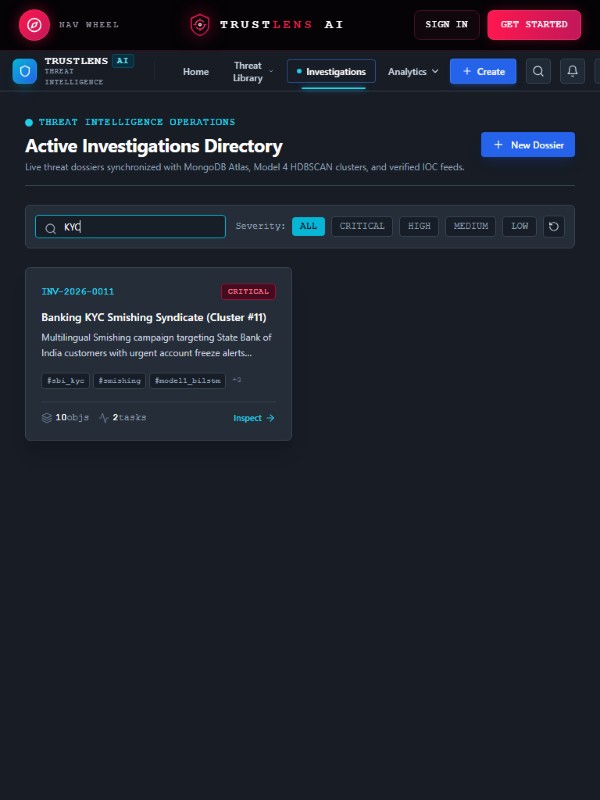 NAV WHEEL
TRUSTLENS AI
SIGN IN
GET STARTED
TRUSTLENS AI
THREAT
INTELLIGENCE
Home
Threat
Library
Investigations
Analytics
+ Create
THREAT INTELLIGENCE OPERATIONS
Active Investigations Directory
+ New Dossier
Live threat dossiers synchronized with MongoDB Atlas, Model 4 HDBSCAN clusters, and verified IOC feeds.
KYC
Severity:
ALL
CRITICAL
HIGH
MEDIUM
LOW
INV-2026-0011
CRITICAL
Banking KYC Smishing Syndicate (Cluster #11)
Multilingual Smishing campaign targeting State Bank of
India customers with urgent account freeze alerts...
#sbi_kyc #smishing #model1_bilstm +2
10objs 2tasks
Inspect →